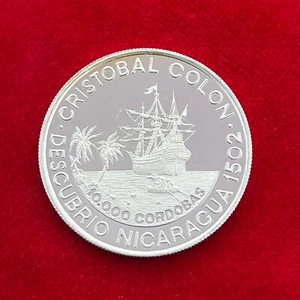 · CRISTOBAL COLON ·
DESCUBRIO NICARAGUA 1502
10.000 CORDOBAS